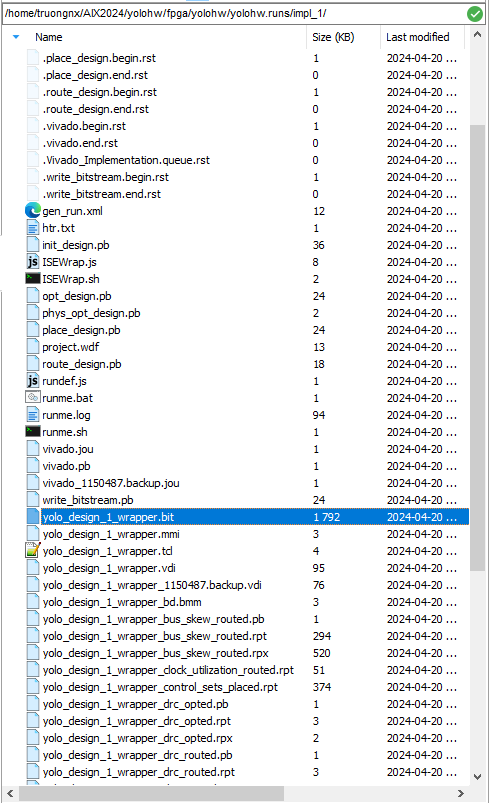 /home/truongnx/AIX2024/yolohw/fpga/yolohw/yolohw.runs/impl_1/
Name Size (KB) Last modified
.place_design.begin.rst 1 2024-04-20 ...
.place_design.end.rst 0 2024-04-20 ...
.route_design.begin.rst 1 2024-04-20 ...
.route_design.end.rst 0 2024-04-20 ...
.vivado.begin.rst 1 2024-04-20 ...
.vivado.end.rst 0 2024-04-20 ...
.Vivado_Implementation.queue.rst 0 2024-04-20 ...
.write_bitstream.begin.rst 1 2024-04-20 ...
.write_bitstream.end.rst 0 2024-04-20 ...
gen_run.xml 12 2024-04-20 ...
htr.txt 1 2024-04-20 ...
init_design.pb 36 2024-04-20 ...
js ISEWrap.js 8 2024-04-20 ...
ISEWrap.sh 2 2024-04-20 ...
opt_design.pb 24 2024-04-20 ...
phys_opt_design.pb 2 2024-04-20 ...
place_design.pb 24 2024-04-20 ...
project.wdf 13 2024-04-20 ...
route_design.pb 18 2024-04-20 ...
js rundef.js 1 2024-04-20 ...
runme.bat 1 2024-04-20 ...
runme.log 94 2024-04-20 ...
runme.sh 1 2024-04-20 ...
vivado.jou 1 2024-04-20 ...
vivado.pb 1 2024-04-20 ...
vivado_1150487.backup.jou 1 2024-04-20 ...
write_bitstream.pb 24 2024-04-20 ...
yolo_design_1_wrapper.bit 1 792 2024-04-20 ...
yolo_design_1_wrapper.mmi 3 2024-04-20 ...
yolo_design_1_wrapper.tcl 4 2024-04-20 ...
yolo_design_1_wrapper.vdi 95 2024-04-20 ...
yolo_design_1_wrapper_1150487.backup.vdi 76 2024-04-20 ...
yolo_design_1_wrapper_bd.bmm 3 2024-04-20 ...
yolo_design_1_wrapper_bus_skew_routed.pb 1 2024-04-20 ...
yolo_design_1_wrapper_bus_skew_routed.rpt 294 2024-04-20 ...
yolo_design_1_wrapper_bus_skew_routed.rpx 520 2024-04-20 ...
yolo_design_1_wrapper_clock_utilization_routed.rpt 51 2024-04-20 ...
yolo_design_1_wrapper_control_sets_placed.rpt 374 2024-04-20 ...
yolo_design_1_wrapper_drc_opted.pb 1 2024-04-20 ...
yolo_design_1_wrapper_drc_opted.rpt 3 2024-04-20 ...
yolo_design_1_wrapper_drc_opted.rpx 2 2024-04-20 ...
yolo_design_1_wrapper_drc_routed.pb 1 2024-04-20 ...
yolo_design_1_wrapper_drc_routed.rpt 3 2024-04-20 ...